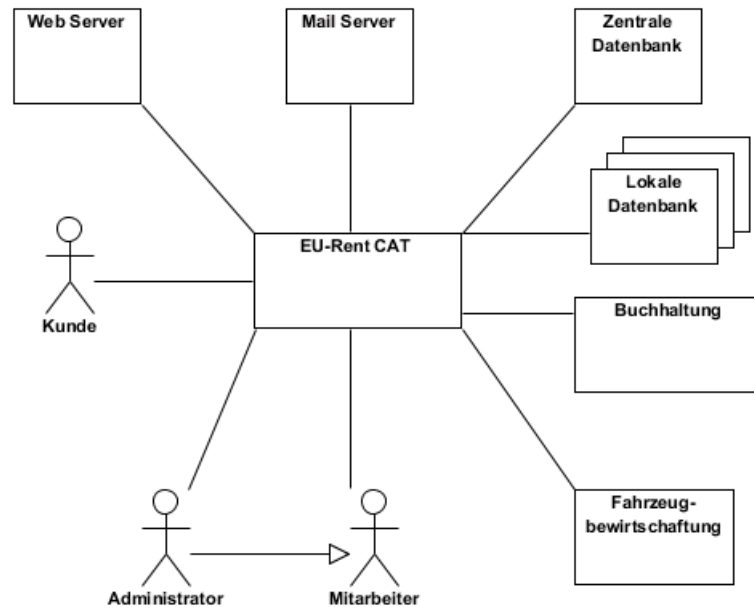 Web Server
Mail Server
Zentrale
Datenbank
Lokale
Datenbank
EU-Rent CAT
Kunde
Buchhaltung
Fahrzeug-
bewirtschaftung
Administrator
Mitarbeiter